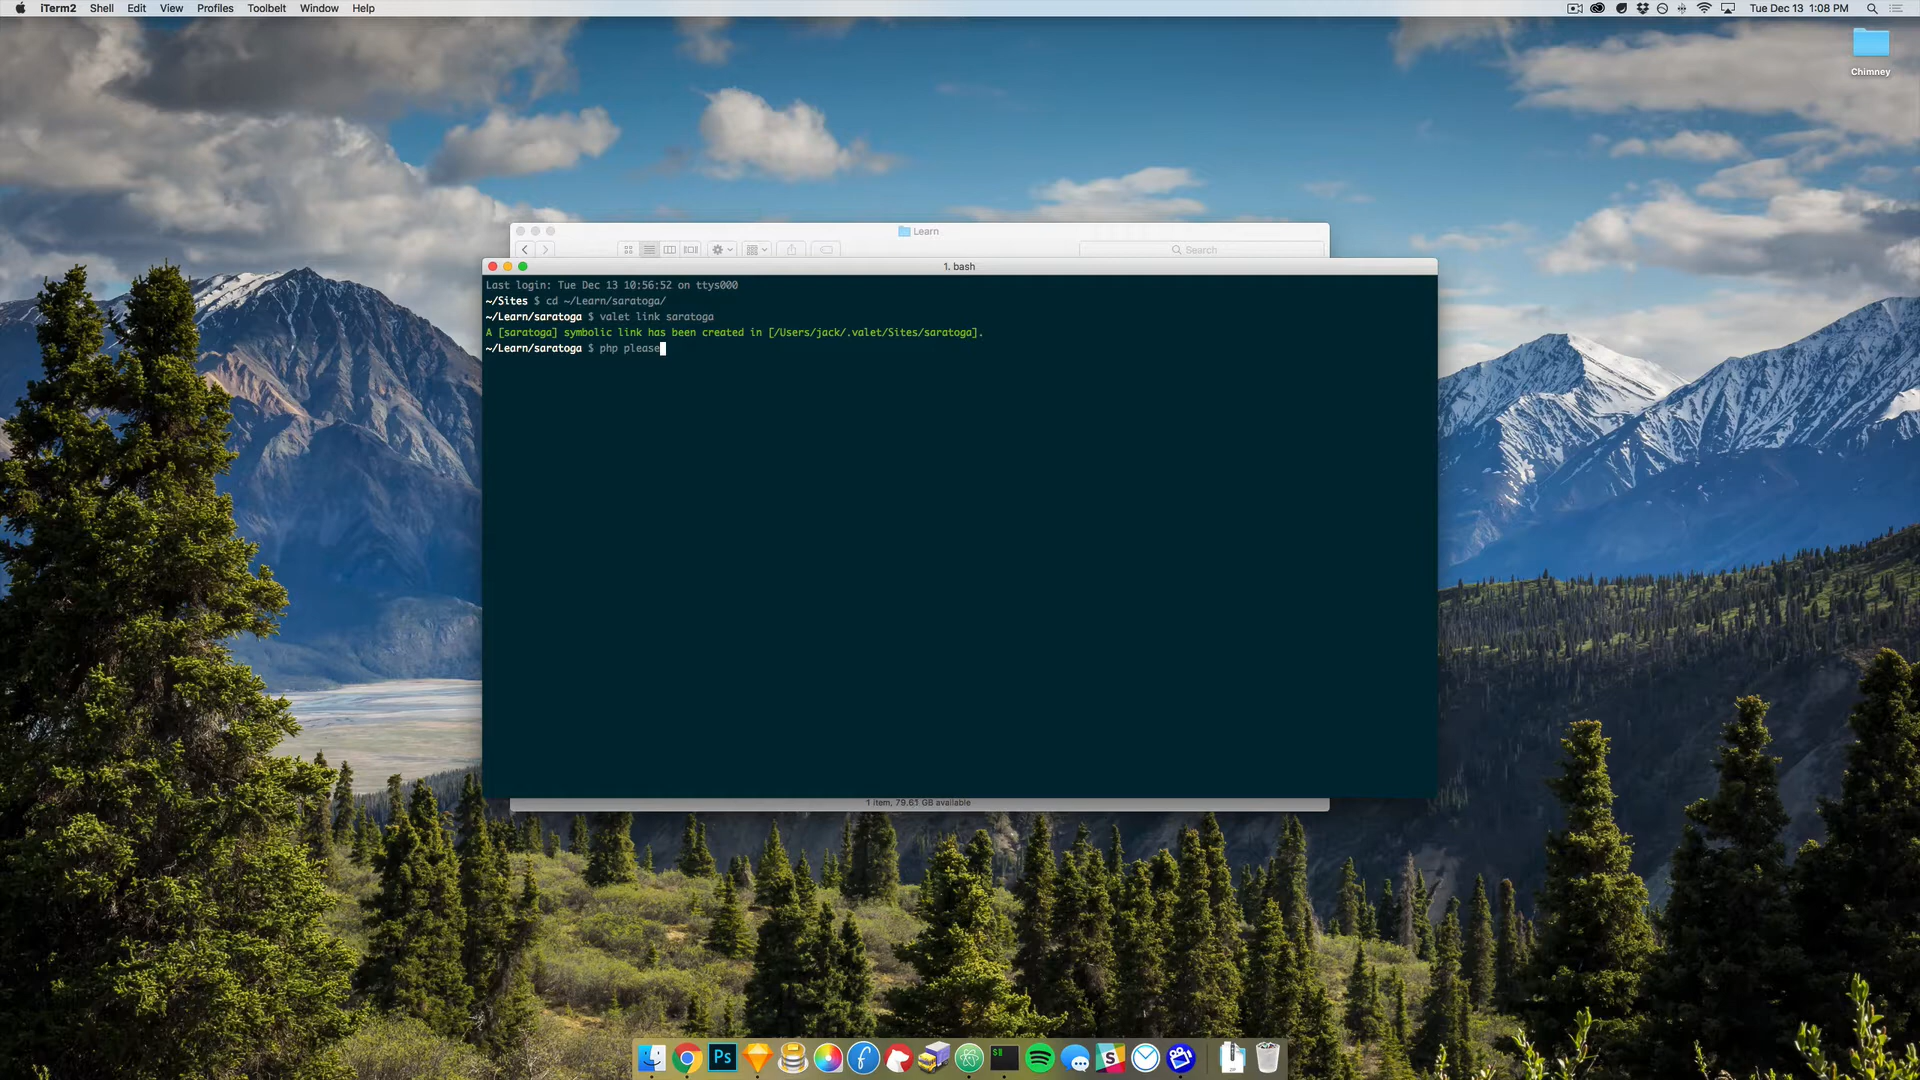 iTerm2 Shell Edit View Profiles Toolbelt Window Help Tue Dec 13 1:08 PM
Chimney
Learn
Search
1. bash
Last login: Tue Dec 13 10:56:52 on ttys000
~/Sites $ cd ~/Learn/saratoga/
~/Learn/saratoga $ valet link saratoga
A [saratoga] symbolic link has been created in [/Users/jack/.valet/Sites/saratoga].
~/Learn/saratoga $ php please
1 item, 79.61 GB available
Ps